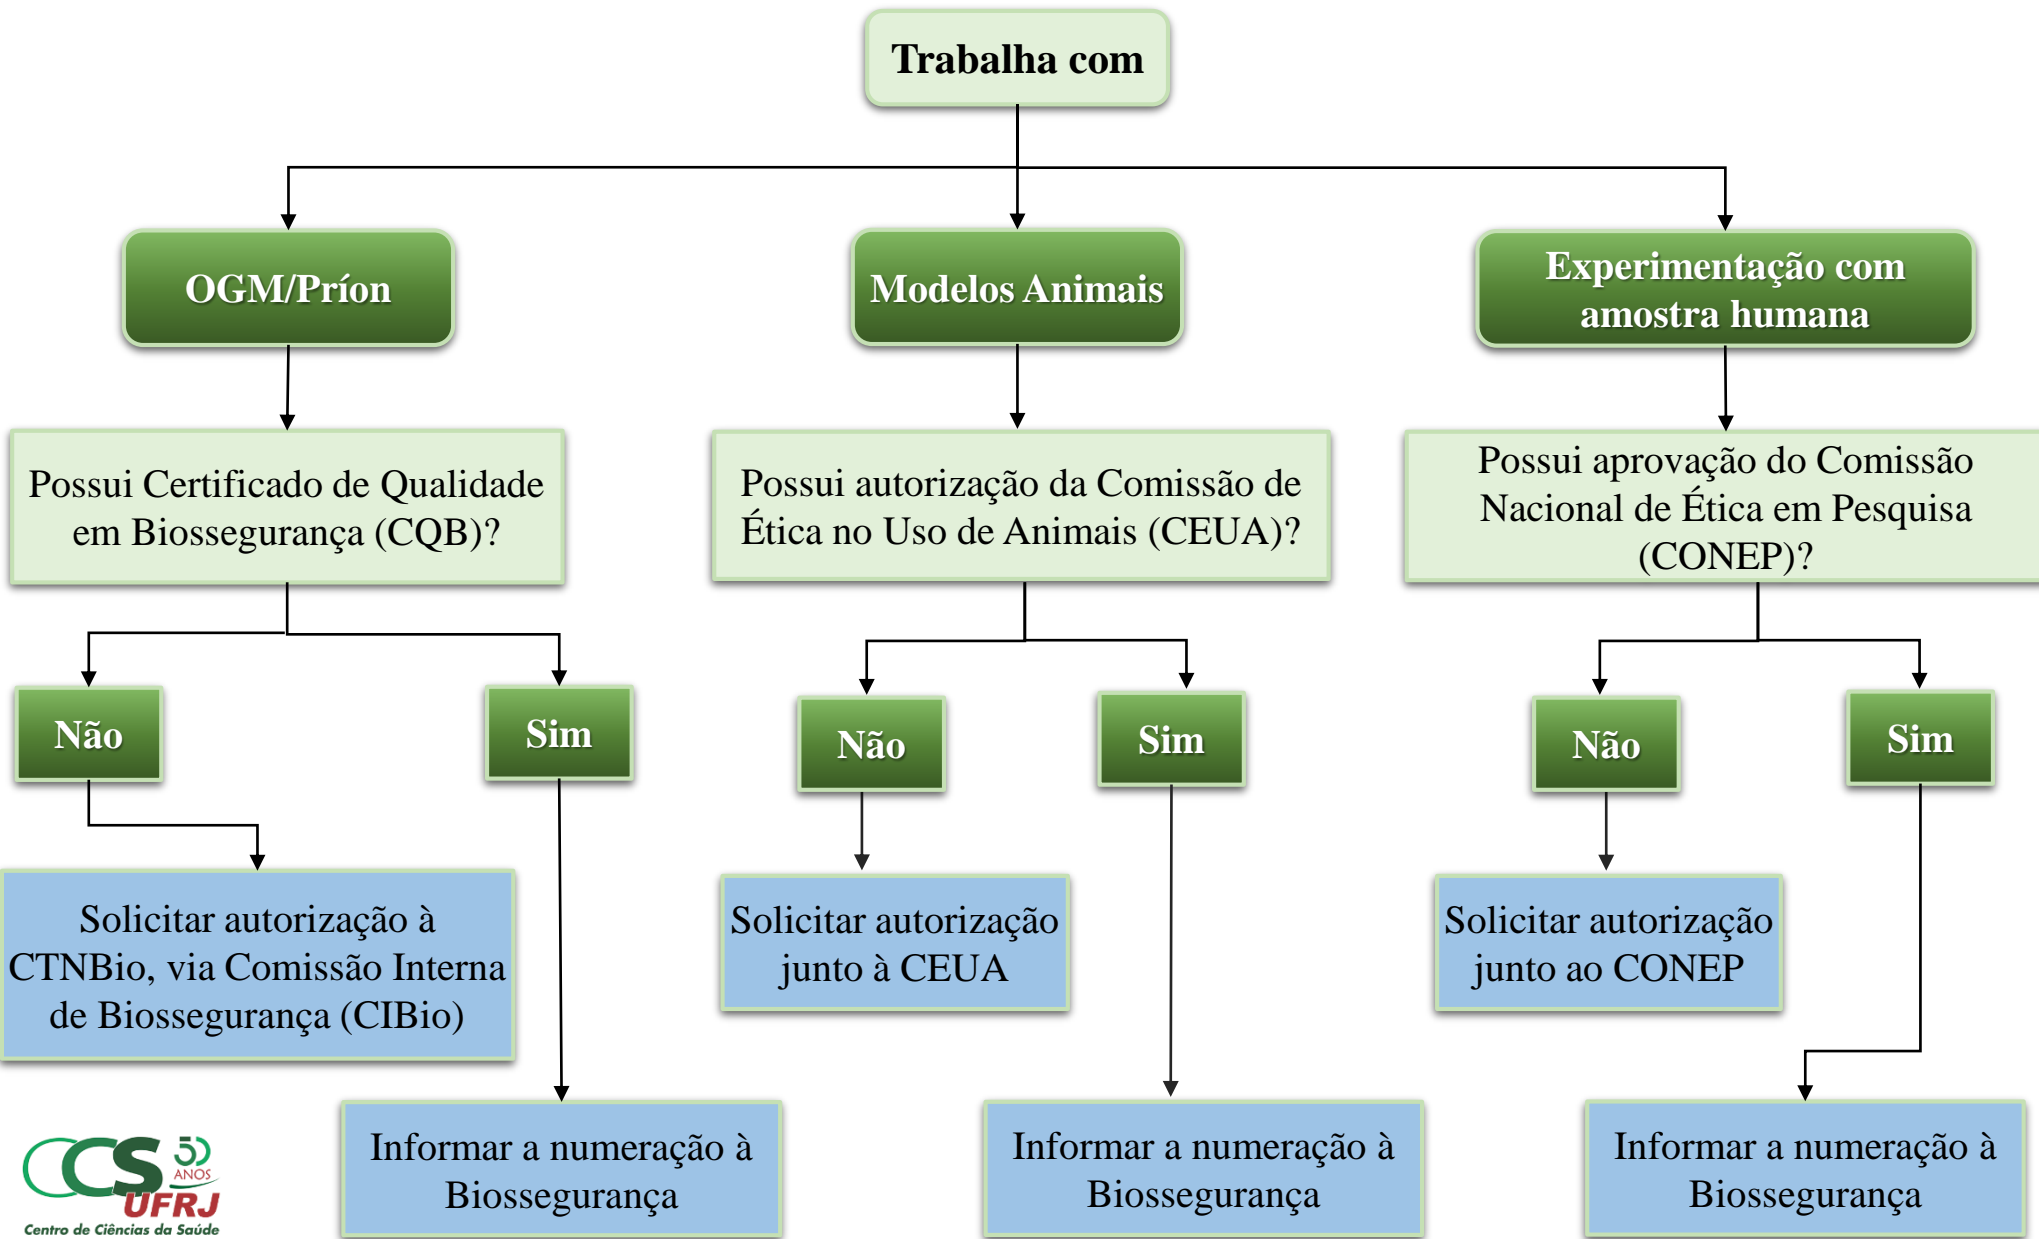 Trabalha com
OGM/Príon
Modelos Animais
Experimentação com
amostra humana
Possui Certificado de Qualidade
em Biossegurança (CQB)?
Possui autorização da Comissão de
Ética no Uso de Animais (CEUA)?
Possui aprovação do Comissão
Nacional de Ética em Pesquisa
(CONEP)?
Não
Sim
Não
Sim
Não
Sim
Solicitar autorização à
CTNBio, via Comissão Interna
de Biossegurança (CIBio)
Solicitar autorização
junto à CEUA
Solicitar autorização
junto ao CONEP
Informar a numeração à
Biossegurança
Informar a numeração à
Biossegurança
Informar a numeração à
Biossegurança
CCS 50
ANOS
UFRJ
Centro de Ciências da Saúde